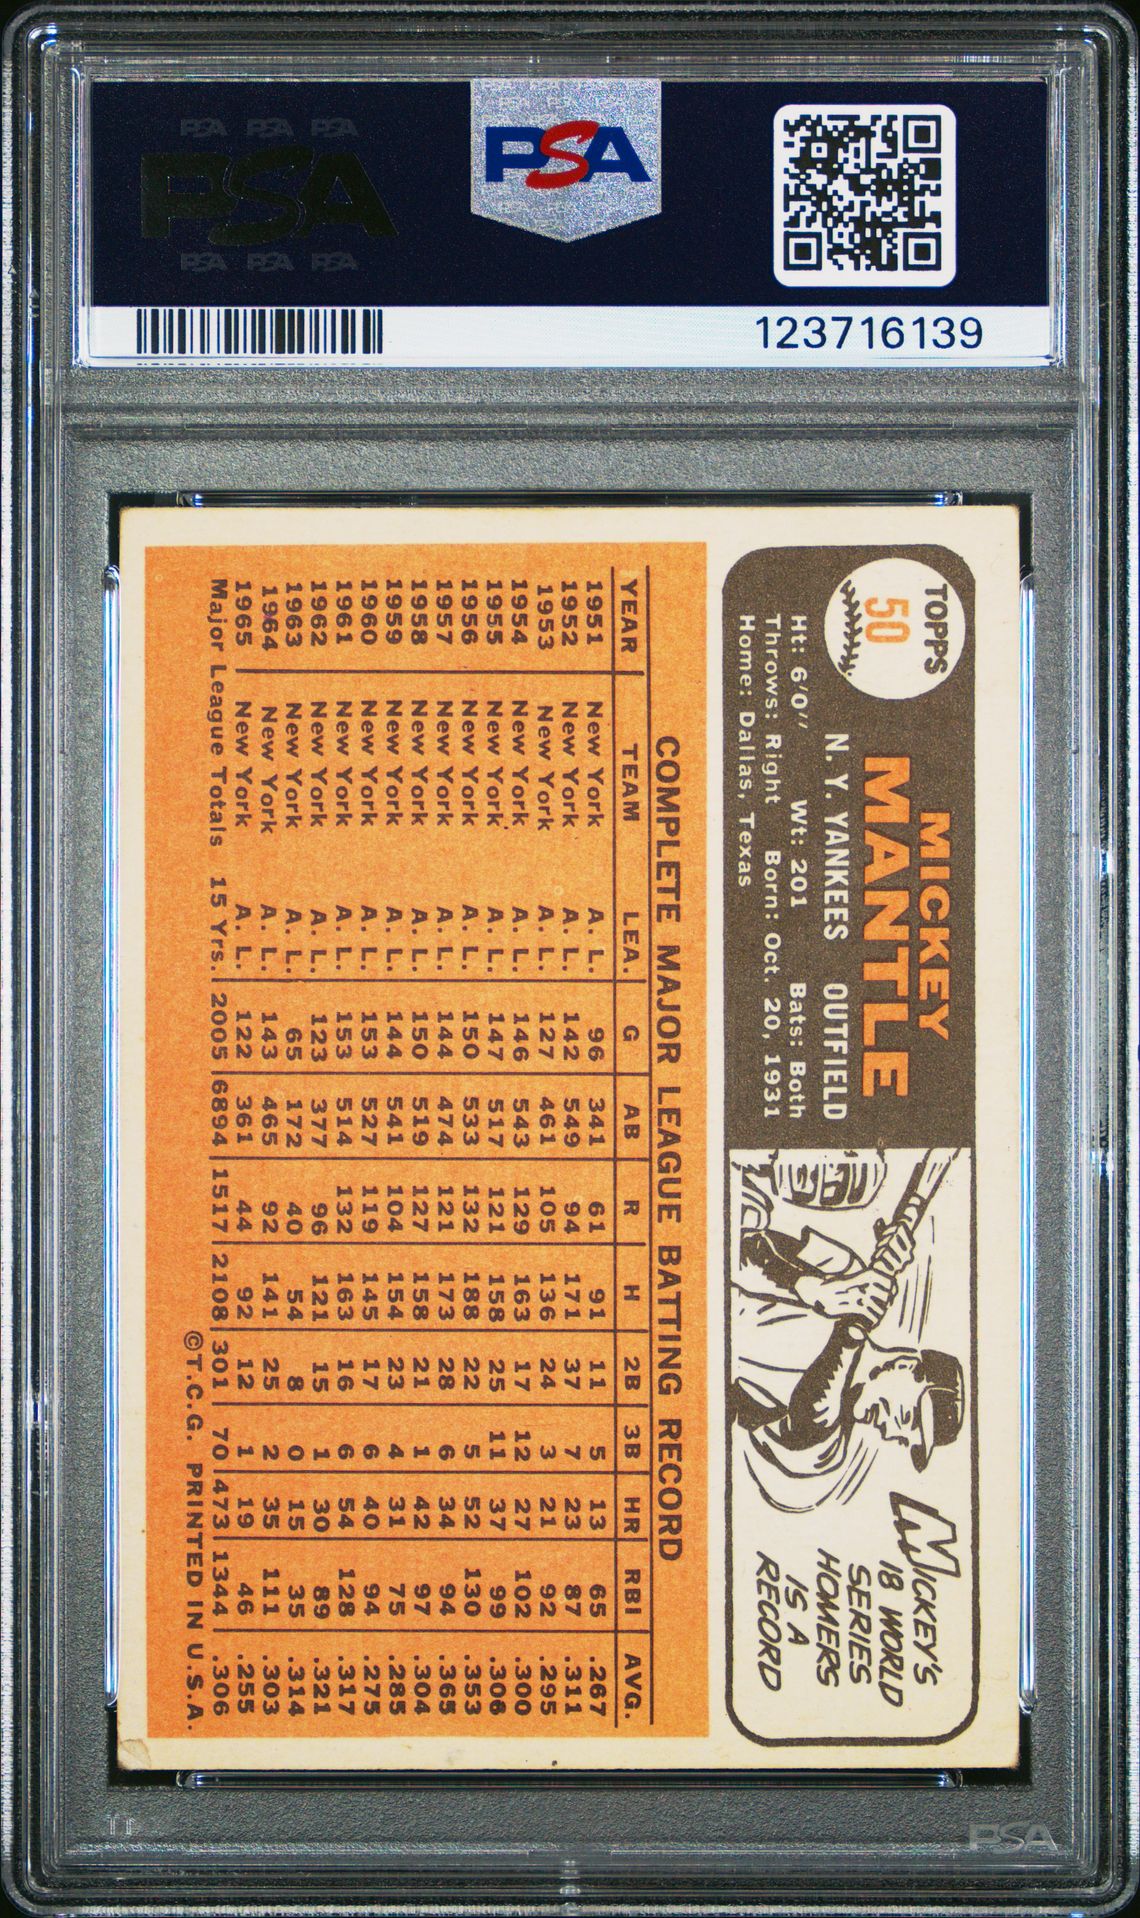 PSA PSA PSA
PSA
PSA PSA PSA
PSA
123716139
TOPPS
50
MICKEY
MANTLE
N. Y. YANKEES OUTFIELD
Ht: 6'0" Wt: 201 Bats: Both
Throws: Right Born: Oct. 20, 1931
Home: Dallas, Texas
MICKEY'S
18 WORLD
SERIES
HOMERS
IS A
RECORD
COMPLETE MAJOR LEAGUE BATTING RECORD
YEAR TEAM LEA. G AB R H 2B 3B HR RBI AVG.
1951 New York A. L. 96 341 61 91 11 5 13 65 .267
1952 New York A. L. 142 549 94 171 37 7 23 87 .311
1953 New York A. L. 127 461 105 136 24 3 21 92 .295
1954 New York A. L. 146 543 129 163 17 12 27 102 .300
1955 New York A. L. 147 517 121 158 25 11 37 99 .306
1956 New York A. L. 150 533 132 188 22 5 52 130 .353
1957 New York A. L. 144 474 121 173 28 6 34 94 .365
1958 New York A. L. 150 519 127 158 21 1 42 97 .304
1959 New York A. L. 144 541 104 154 23 4 31 75 .285
1960 New York A. L. 153 527 119 145 17 6 40 94 .275
1961 New York A. L. 153 514 132 163 16 6 54 128 .317
1962 New York A. L. 123 377 96 121 15 1 30 89 .321
1963 New York A. L. 65 172 40 54 8 0 15 35 .314
1964 New York A. L. 143 465 92 141 25 2 35 111 .303
1965 New York A. L. 122 361 44 92 12 1 19 46 .255
Major League Totals 15 Yrs. 2005 6894 1517 2108 301 70 473 1344 .306
©T.C.G. PRINTED IN U.S.A.
PSA